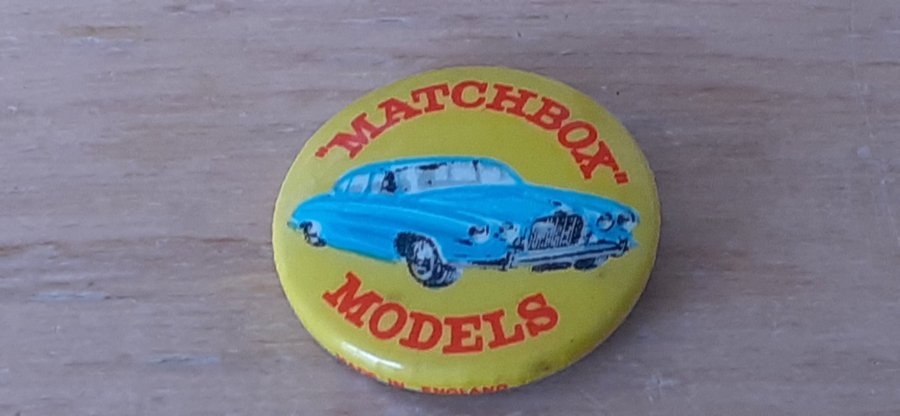 "MATCHBOX"
MODELS
MADE IN ENGLAND